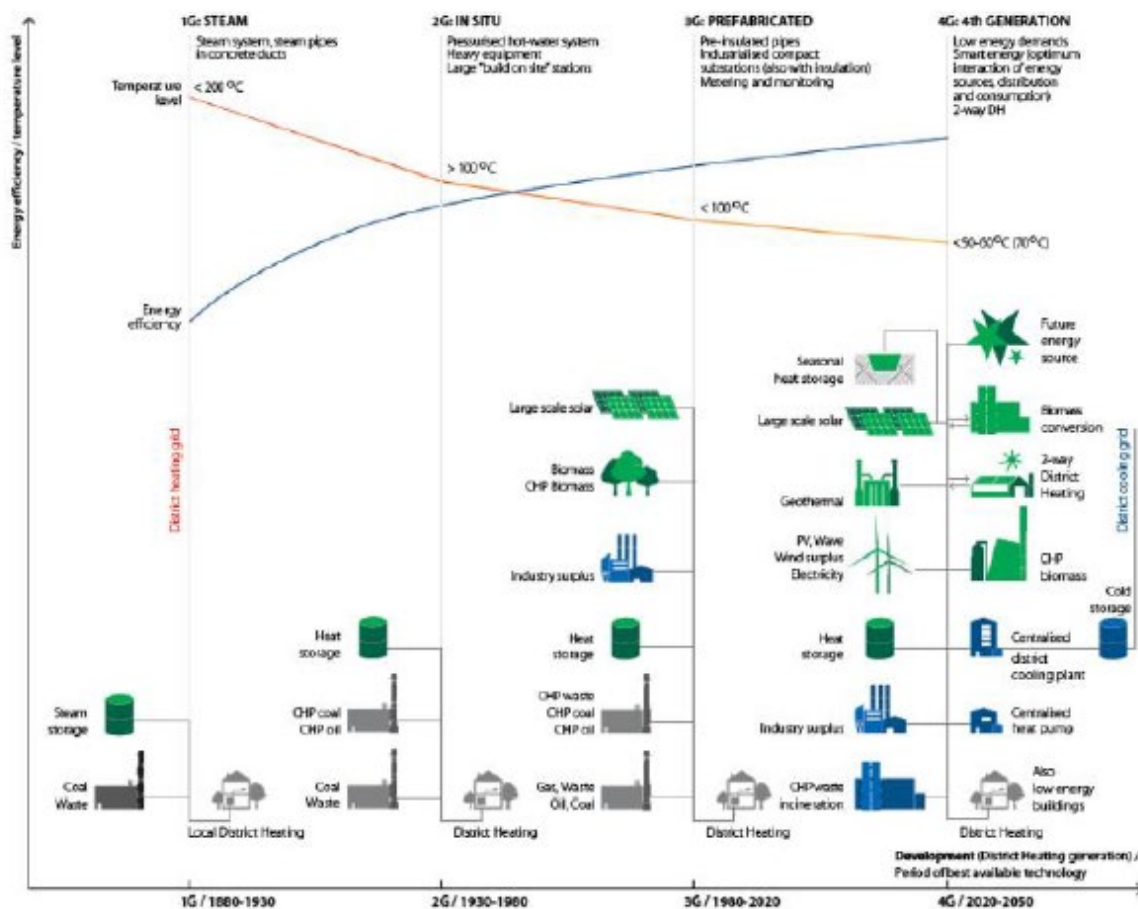 1G: STEAM
Steam system, steam pipes
in concrete ducts
2G: IN SITU
Pressurised hot-water system
Heavy equipment
Large "build on site" stations
3G: PREFABRICATED
Pre-insulated pipes
Industrialised compact
substations (also with insulation)
Metering and monitoring
4G: 4th GENERATION
Low energy demands
Smart energy (optimum
interaction of energy
sources, distribution
and consumption)
2-way DH
Energy efficiency / temperature level
Temperature
level
< 200 °C
> 100 °C
< 100 °C
<50-60°C (70°C)
Energy
efficiency
District heating grid
District cooling grid
Steam
storage
Coal
Waste
Local District Heating
Heat
storage
CHP coal
CHP oil
Coal
Waste
District Heating
Large scale solar
Biomass
CHP Biomass
Industry surplus
Heat
storage
CHP waste
CHP coal
CHP oil
Gas, Waste
Oil, Coal
District Heating
Seasonal
heat storage
Large scale solar
Geothermal
PV, Wave
Wind surplus
Electricity
Heat
storage
Industry surplus
CHP waste
incineration
Future
energy
source
Biomass
conversion
2-way
District
Heating
CHP
biomass
Cold
storage
Centralised
district
cooling plant
Centralised
heat pump
Also
low energy
buildings
District Heating
Development (District Heating generation) /
Period of best available technology
1G / 1880-1930
2G / 1930-1980
3G / 1980-2020
4G / 2020-2050